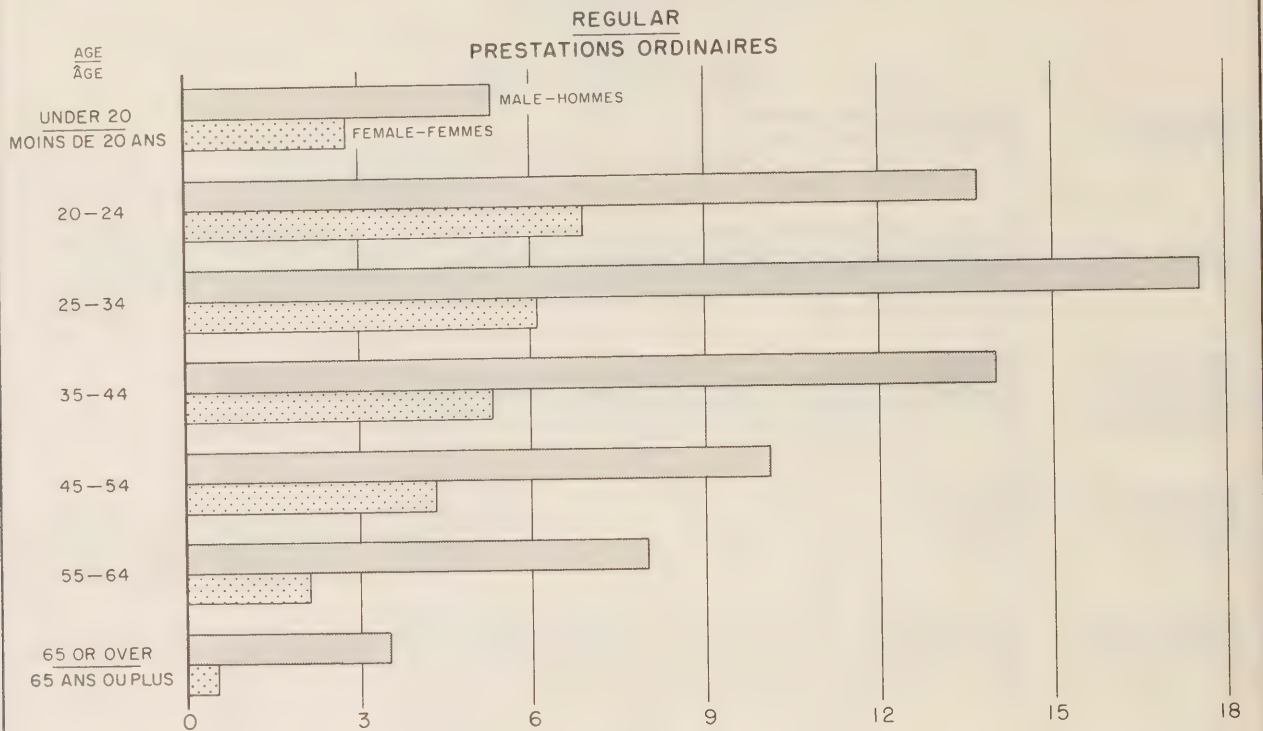 REGULAR
PRESTATIONS ORDINAIRES
AGE
ÂGE
UNDER 20
MOINS DE 20 ANS
MALE-HOMMES
FEMALE-FEMMES
20-24
25-34
35-44
45-54
55-64
65 OR OVER
65 ANS OU PLUS
0 3 6 9 12 15 18